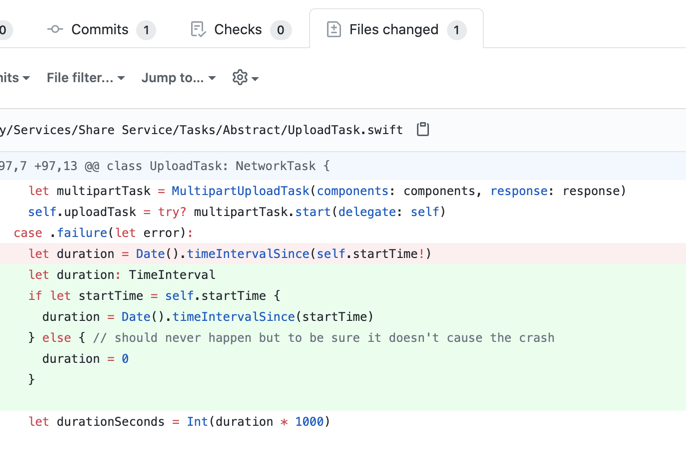 0 Commits 1 Checks 0 Files changed 1
nits File filter... Jump to...
y/Services/Share Service/Tasks/Abstract/UploadTask.swift
97,7 +97,13 @@ class UploadTask: NetworkTask {
let multipartTask = MultipartUploadTask(components: components, response: response)
self.uploadTask = try? multipartTask.start(delegate: self)
case .failure(let error):
let duration = Date().timeIntervalSince(self.startTime!)
let duration: TimeInterval
if let startTime = self.startTime {
duration = Date().timeIntervalSince(startTime)
} else { // should never happen but to be sure it doesn't cause the crash
duration = 0
}
let durationSeconds = Int(duration * 1000)